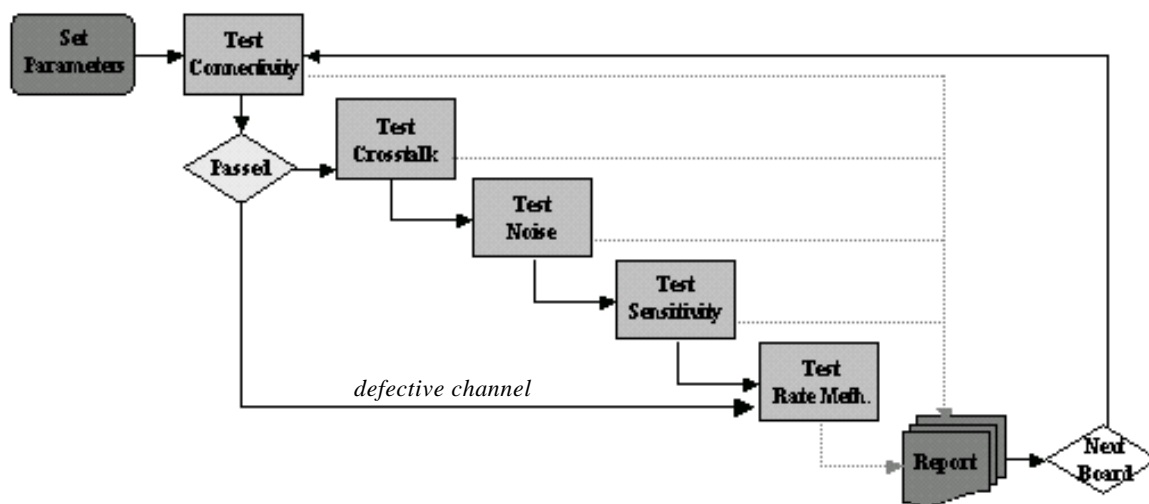 Set
Parameters
Test
Connectivity
Passed
Test
Crosstalk
Test
Noise
Test
Sensitivity
Test
Rate Meth.
defective channel
Report
Next
Board